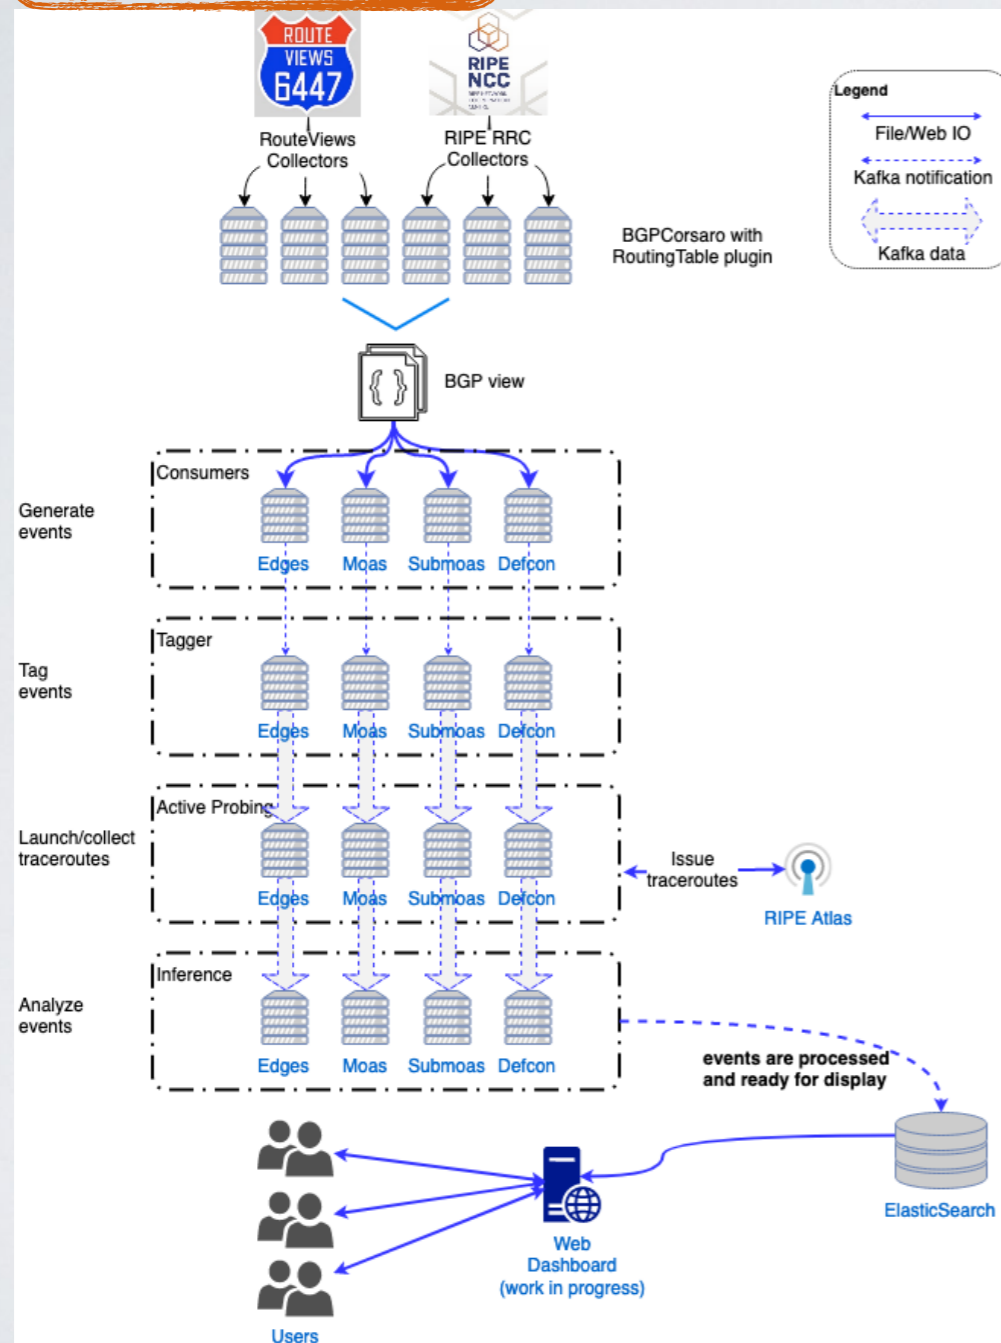 ROUTE
VIEWS
6447
RIPE
NCC
RouteViews
Collectors
RIPE RRC
Collectors
Legend
File/Web IO
Kafka notification
Kafka data
BGPCorsaro with
RoutingTable plugin
BGP view
Consumers
Generate
events
Edges Moas Submoas Defcon
Tagger
Tag
events
Edges Moas Submoas Defcon
Active Probing
Launch/collect
traceroutes
Edges Moas Submoas Defcon
Issue
traceroutes
RIPE Atlas
Inference
Analyze
events
Edges Moas Submoas Defcon
events are processed
and ready for display
ElasticSearch
Web
Dashboard
(work in progress)
Users